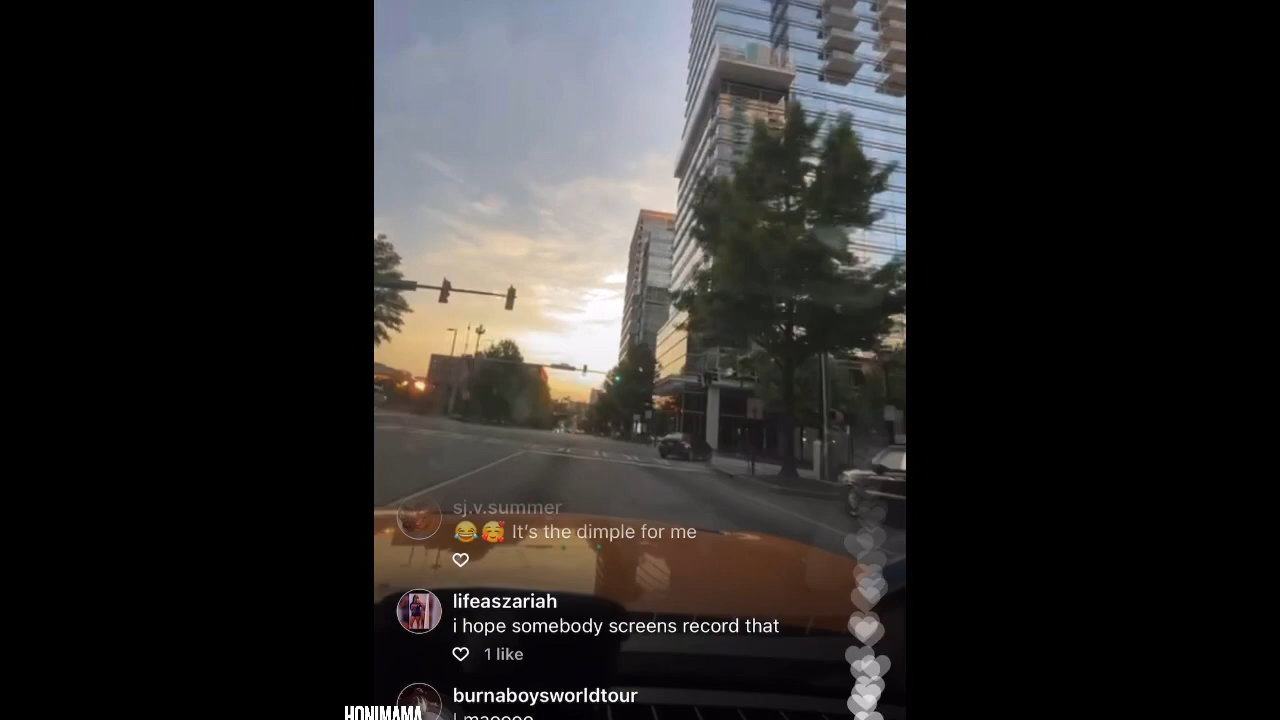 sj.v.summer
😂🥰 It’s the dimple for me
lifeaszariah
i hope somebody screens record that
1 like
burnaboysworldtour
HONIMAMA